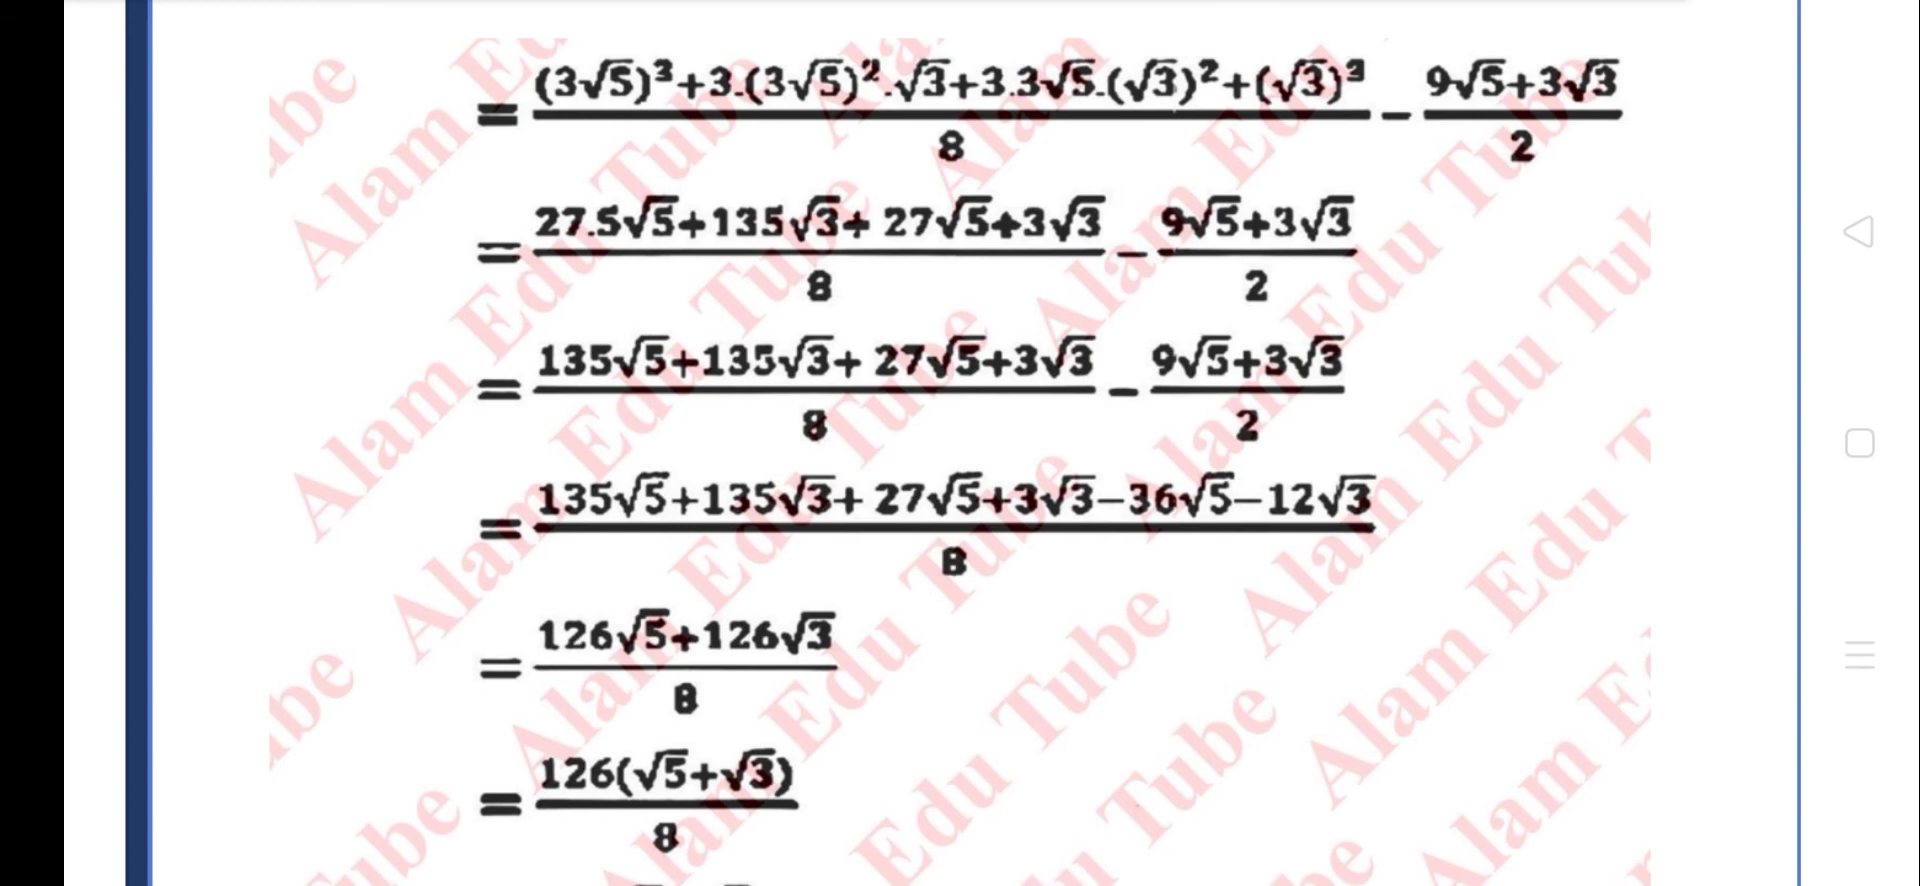 = (3√5)³+3.(3√5)².√3+3.3√5.(√3)²+(√3)³/8 − 9√5+3√3/2
= 27.5√5+135√3+ 27√5+3√3/8 − 9√5+3√3/2
= 135√5+135√3+ 27√5+3√3/8 − 9√5+3√3/2
= 135√5+135√3+ 27√5+3√3−36√5−12√3/8
= 126√5+126√3/8
= 126(√5+√3)/8
Alam Edu Tube